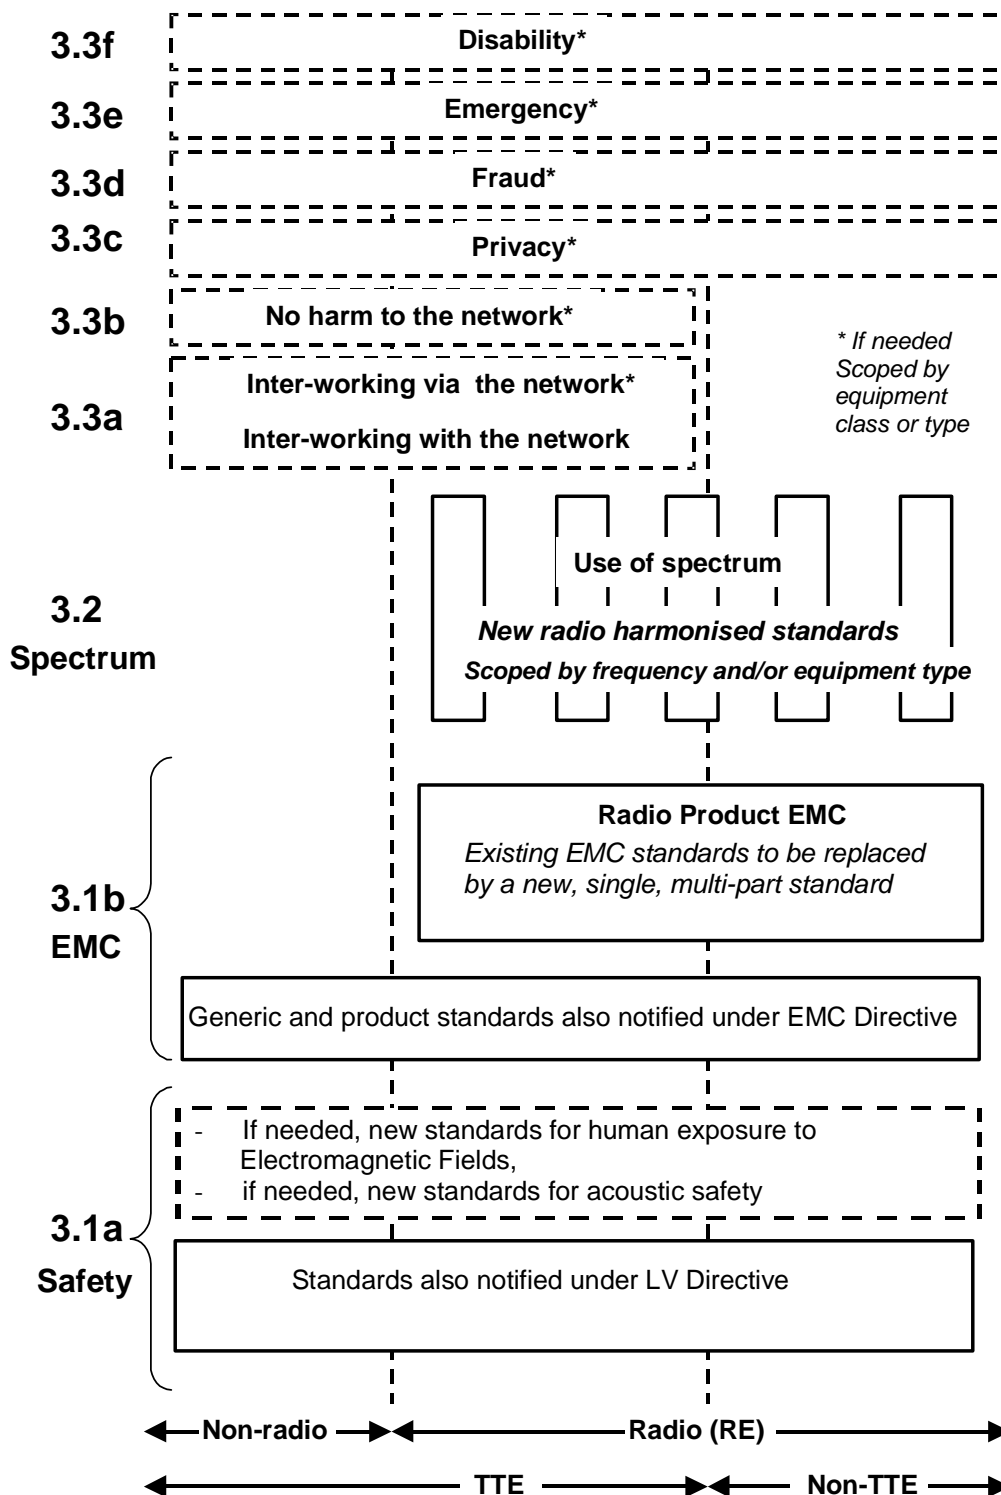 3.3f
Disability*
3.3e
Emergency*
3.3d
Fraud*
3.3c
Privacy*
3.3b
No harm to the network*
* If needed
Scoped by
equipment
class or type
3.3a
Inter-working via the network*
Inter-working with the network
3.2
Spectrum
Use of spectrum
New radio harmonised standards
Scoped by frequency and/or equipment type
3.1b
EMC
Radio Product EMC
Existing EMC standards to be replaced
by a new, single, multi-part standard
Generic and product standards also notified under EMC Directive
3.1a
Safety
- If needed, new standards for human exposure to
Electromagnetic Fields,
- if needed, new standards for acoustic safety
Standards also notified under LV Directive
Non-radio
Radio (RE)
TTE
Non-TTE